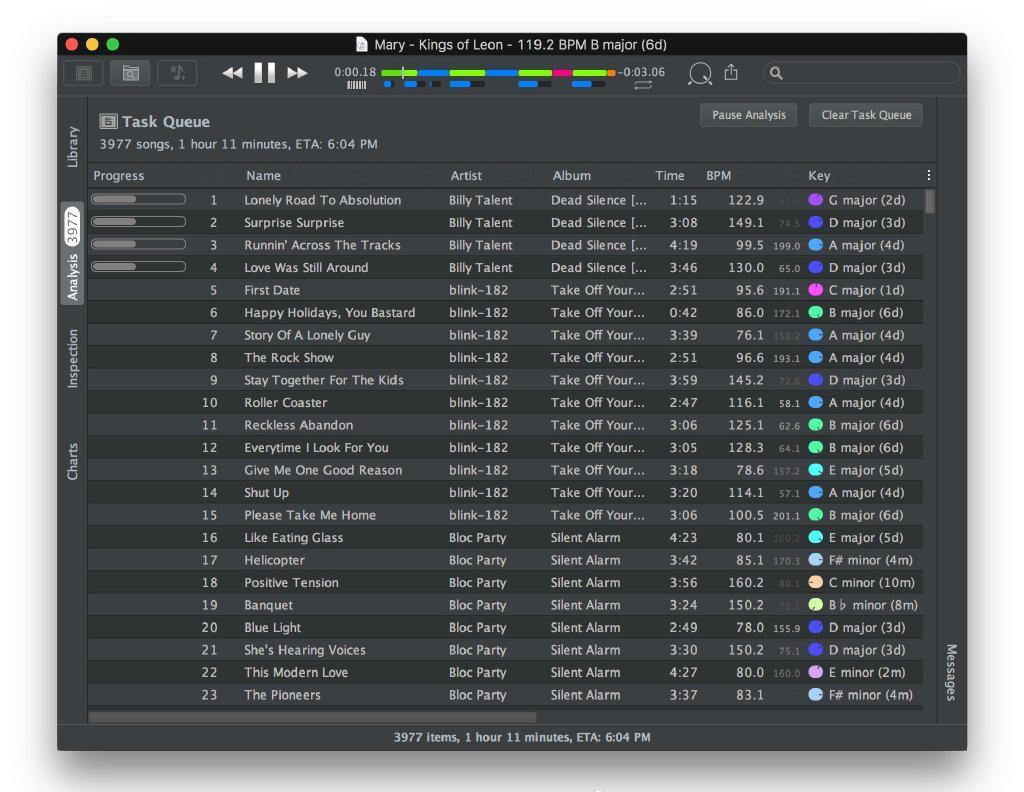 Mary - Kings of Leon - 119.2 BPM B major (6d)
0:00.18 -0:03.06
Task Queue
Pause Analysis
Clear Task Queue
3977 songs, 1 hour 11 minutes, ETA: 6:04 PM
Library
Analysis 3977
Inspection
Charts
Progress Name Artist Album Time BPM Key
1 Lonely Road To Absolution Billy Talent Dead Silence [... 1:15 122.9 61.4 G major (2d)
2 Surprise Surprise Billy Talent Dead Silence [... 3:08 149.1 74.5 D major (3d)
3 Runnin' Across The Tracks Billy Talent Dead Silence [... 4:19 99.5 199.0 A major (4d)
4 Love Was Still Around Billy Talent Dead Silence [... 3:46 130.0 65.0 D major (3d)
5 First Date blink-182 Take Off Your... 2:51 95.6 191.1 C major (1d)
6 Happy Holidays, You Bastard blink-182 Take Off Your... 0:42 86.0 172.1 B major (6d)
7 Story Of A Lonely Guy blink-182 Take Off Your... 3:39 76.1 152.2 A major (4d)
8 The Rock Show blink-182 Take Off Your... 2:51 96.6 193.1 A major (4d)
9 Stay Together For The Kids blink-182 Take Off Your... 3:59 145.2 72.6 D major (3d)
10 Roller Coaster blink-182 Take Off Your... 2:47 116.1 58.1 A major (4d)
11 Reckless Abandon blink-182 Take Off Your... 3:06 125.1 62.6 B major (6d)
12 Everytime I Look For You blink-182 Take Off Your... 3:05 128.3 64.1 B major (6d)
13 Give Me One Good Reason blink-182 Take Off Your... 3:18 78.6 157.2 E major (5d)
14 Shut Up blink-182 Take Off Your... 3:20 114.1 57.1 A major (4d)
15 Please Take Me Home blink-182 Take Off Your... 3:06 100.5 201.1 B major (6d)
16 Like Eating Glass Bloc Party Silent Alarm 4:23 80.1 160.2 E major (5d)
17 Helicopter Bloc Party Silent Alarm 3:42 85.1 170.3 F# minor (4m)
18 Positive Tension Bloc Party Silent Alarm 3:56 160.2 80.1 C minor (10m)
19 Banquet Bloc Party Silent Alarm 3:24 150.2 75.1 B♭ minor (8m)
20 Blue Light Bloc Party Silent Alarm 2:49 78.0 155.9 D major (3d)
21 She's Hearing Voices Bloc Party Silent Alarm 3:30 150.2 75.1 D major (3d)
22 This Modern Love Bloc Party Silent Alarm 4:27 80.0 160.0 E minor (2m)
23 The Pioneers Bloc Party Silent Alarm 3:37 83.1 F# minor (4m)
Messages
3977 items, 1 hour 11 minutes, ETA: 6:04 PM